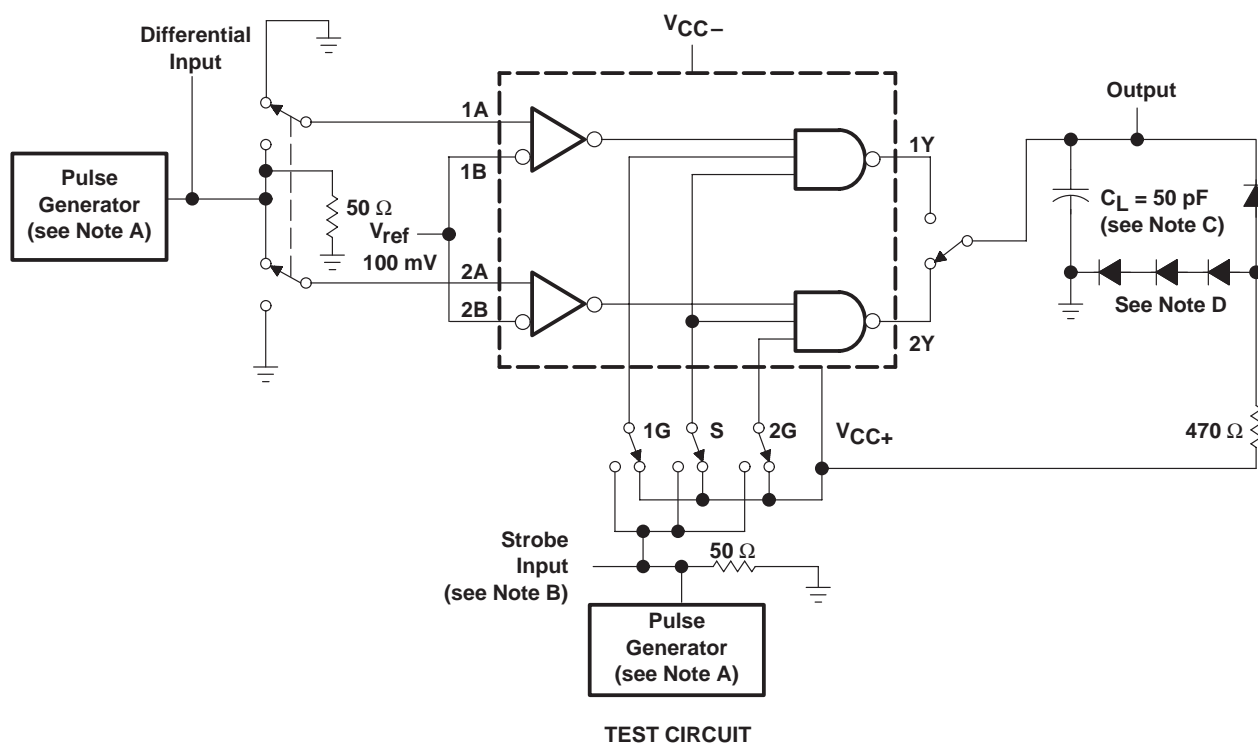 Differential
Input
VCC−
Output
1A
1B
1Y
Pulse
Generator
(see Note A)
50 Ω
Vref
100 mV
CL = 50 pF
(see Note C)
2A
2B
2Y
See Note D
1G
S
2G
VCC+
470 Ω
Strobe
Input
(see Note B)
50 Ω
Pulse
Generator
(see Note A)
TEST CIRCUIT